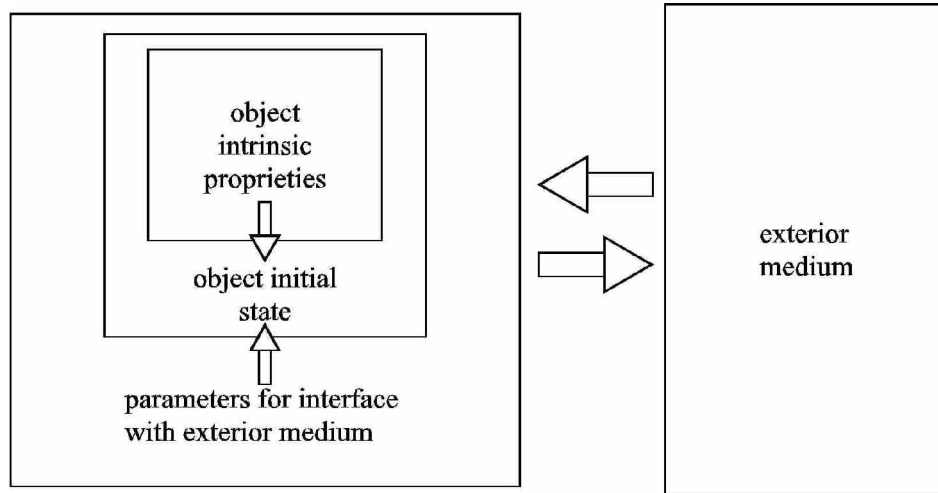 object
intrinsic
proprieties
object initial
state
parameters for interface
with exterior medium
exterior
medium